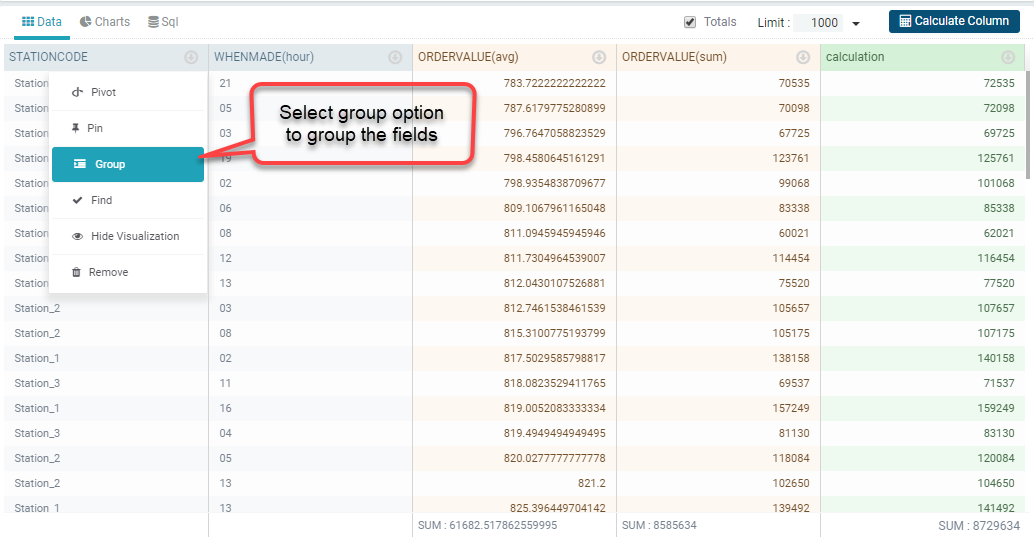 Data Charts Sql Totals Limit : 1000 Calculate Column
STATIONCODE WHENMADE(hour) ORDERVALUE(avg) ORDERVALUE(sum) calculation
Station 21 783.7222222222222 70535 72535
Pivot
Station 05 787.6179775280899 70098 72098
Select group option
to group the fields
Station 03 796.7647058823529 67725 69725
Pin
Station 19 798.4580645161291 123761 125761
Group
Station 02 798.9354838709677 99068 101068
Find
Station 06 809.1067961165048 83338 85338
Station 08 811.0945945945946 60021 62021
Hide Visualization
Station 12 811.7304964539007 114454 116454
Remove
Station 13 812.0430107526881 75520 77520
Station_2 03 812.7461538461539 105657 107657
Station_2 08 815.3100775193799 105175 107175
Station_1 02 817.5029585798817 138158 140158
Station_3 11 818.0823529411765 69537 71537
Station_1 16 819.0052083333334 157249 159249
Station_3 04 819.4949494949495 81130 83130
Station_2 05 820.0277777777778 118084 120084
Station_2 13 821.2 102650 104650
Station_1 13 825.396449704142 139492 141492
SUM : 61682.517862559995 SUM : 8585634 SUM : 8729634